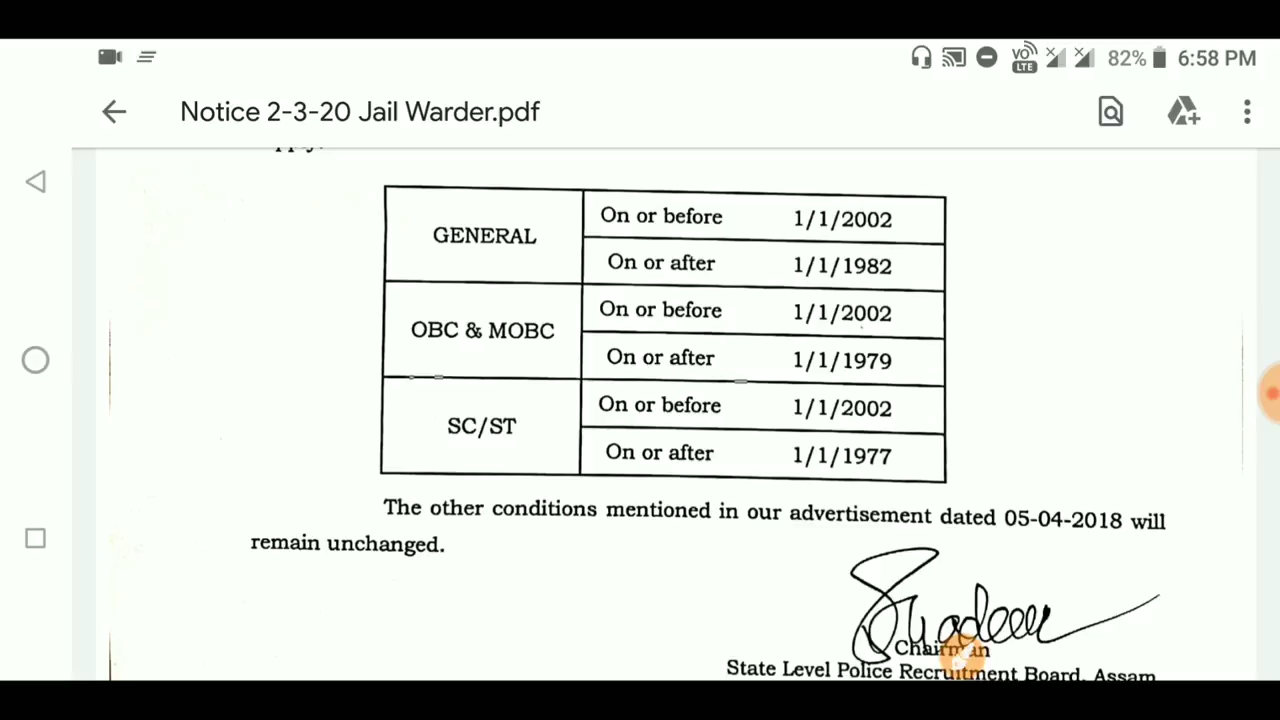 VO
LTE
82%
6:58 PM
Notice 2-3-20 Jail Warder.pdf
GENERAL
On or before 1/1/2002
On or after 1/1/1982
OBC & MOBC
On or before 1/1/2002
On or after 1/1/1979
SC/ST
On or before 1/1/2002
On or after 1/1/1977
The other conditions mentioned in our advertisement dated 05-04-2018 will
remain unchanged.
Chairman
State Level Police Recruitment Board, Assam